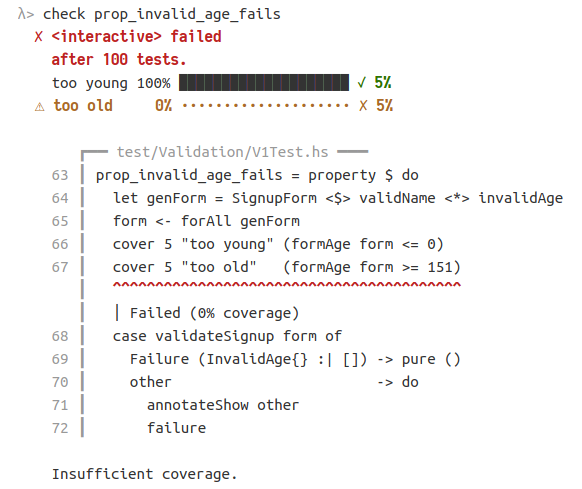 λ> check prop_invalid_age_fails
✗ <interactive> failed
after 100 tests.
too young 100% ████████████████████ ✓ 5%
⚠ too old 0% ···················· ✗ 5%
┏━━ test/Validation/V1Test.hs ━━━
63 ┃ prop_invalid_age_fails = property $ do
64 ┃ let genForm = SignupForm <$> validName <*> invalidAge
65 ┃ form <- forAll genForm
66 ┃ cover 5 "too young" (formAge form <= 0)
67 ┃ cover 5 "too old" (formAge form >= 151)
┃ ^^^^^^^^^^^^^^^^^^^^^^^^^^^^^^^^^^^^^^^^^
┃ │ Failed (0% coverage)
68 ┃ case validateSignup form of
69 ┃ Failure (InvalidAge{} :| []) -> pure ()
70 ┃ other -> do
71 ┃ annotateShow other
72 ┃ failure
Insufficient coverage.